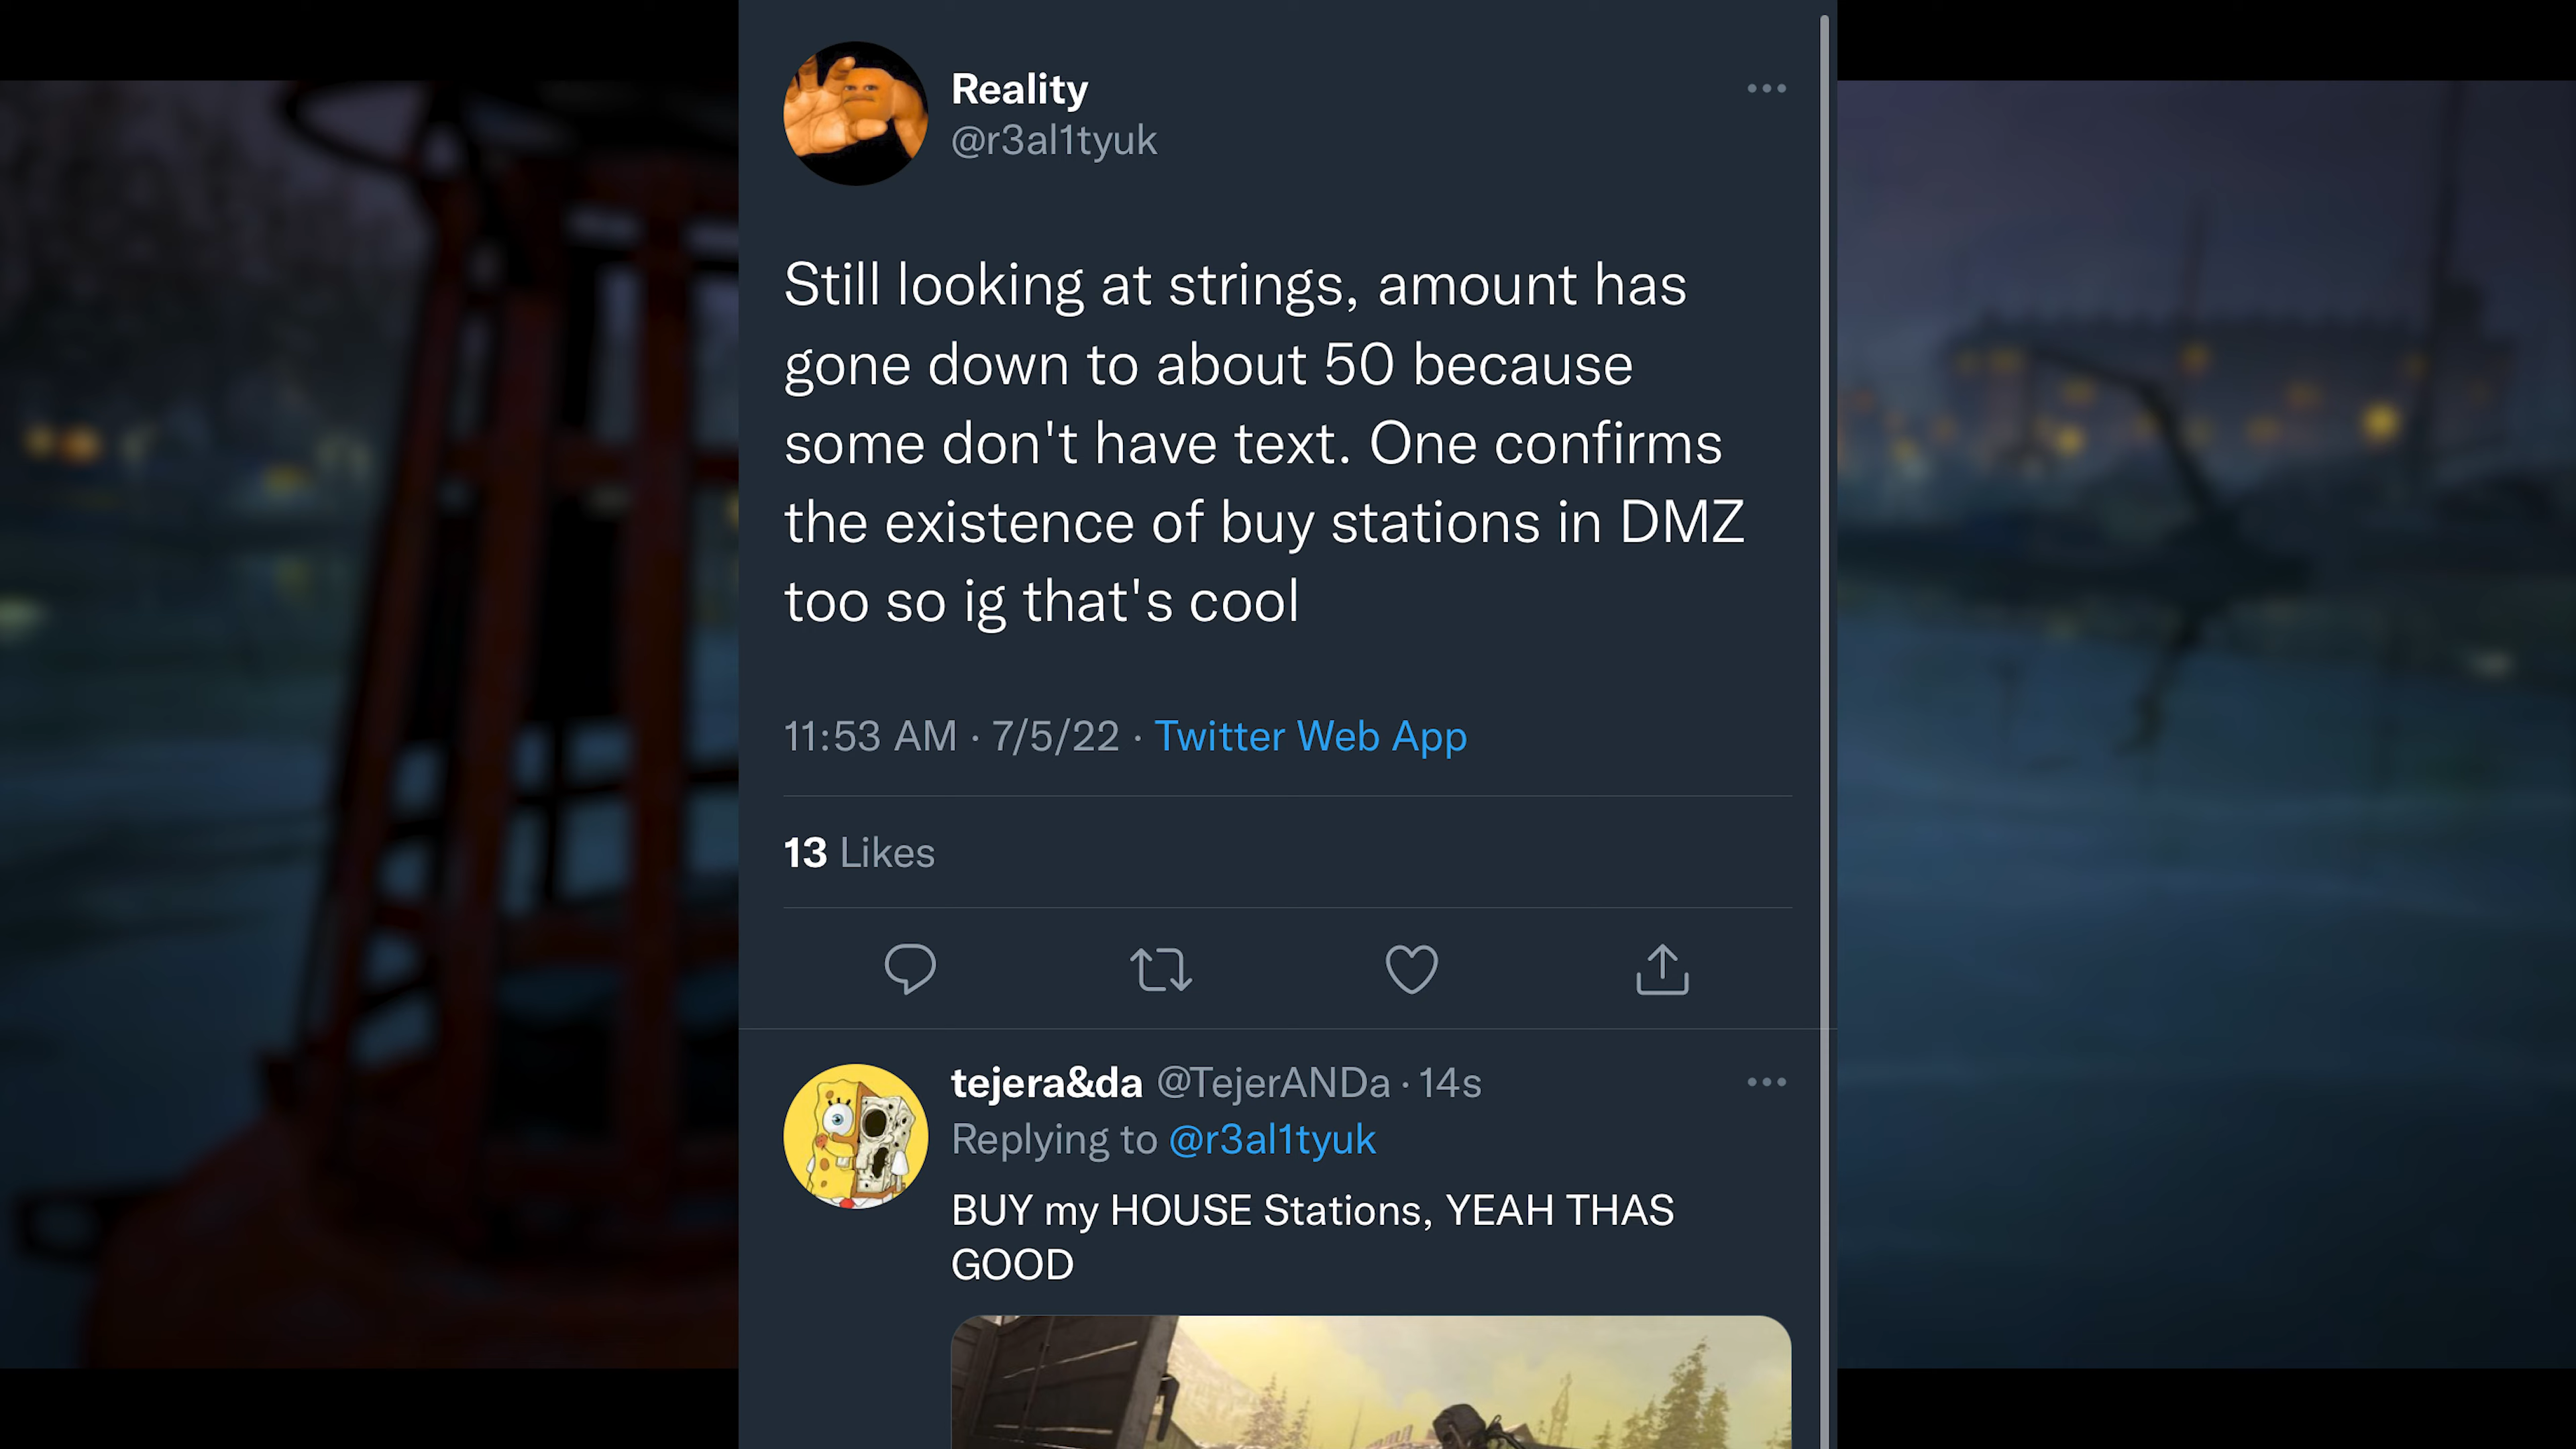 Reality
@r3al1tyuk
Still looking at strings, amount has
gone down to about 50 because
some don't have text. One confirms
the existence of buy stations in DMZ
too so ig that's cool
11:53 AM · 7/5/22 · Twitter Web App
13 Likes
tejera&da @TejerANDa · 14s
Replying to @r3al1tyuk
BUY my HOUSE Stations, YEAH THAS
GOOD